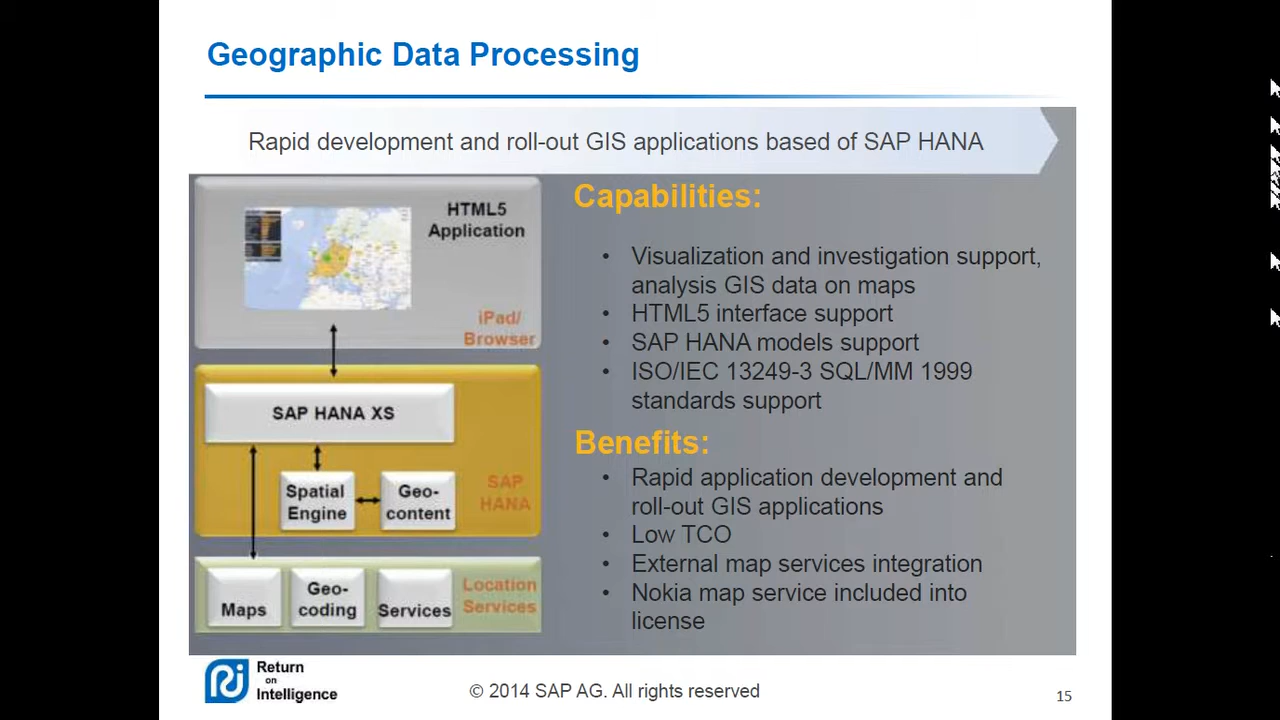 Geographic Data Processing
Rapid development and roll-out GIS applications based of SAP HANA
HTML5
Application
iPad/
Browser
SAP HANA XS
Spatial
Engine
Geo-
content
SAP
HANA
Maps
Geo-
coding
Services
Location
Services
Capabilities:
• Visualization and investigation support,
analysis GIS data on maps
• HTML5 interface support
• SAP HANA models support
• ISO/IEC 13249-3 SQL/MM 1999
standards support
Benefits:
• Rapid application development and
roll-out GIS applications
• Low TCO
• External map services integration
• Nokia map service included into
license
Return
on
Intelligence
© 2014 SAP AG. All rights reserved
15